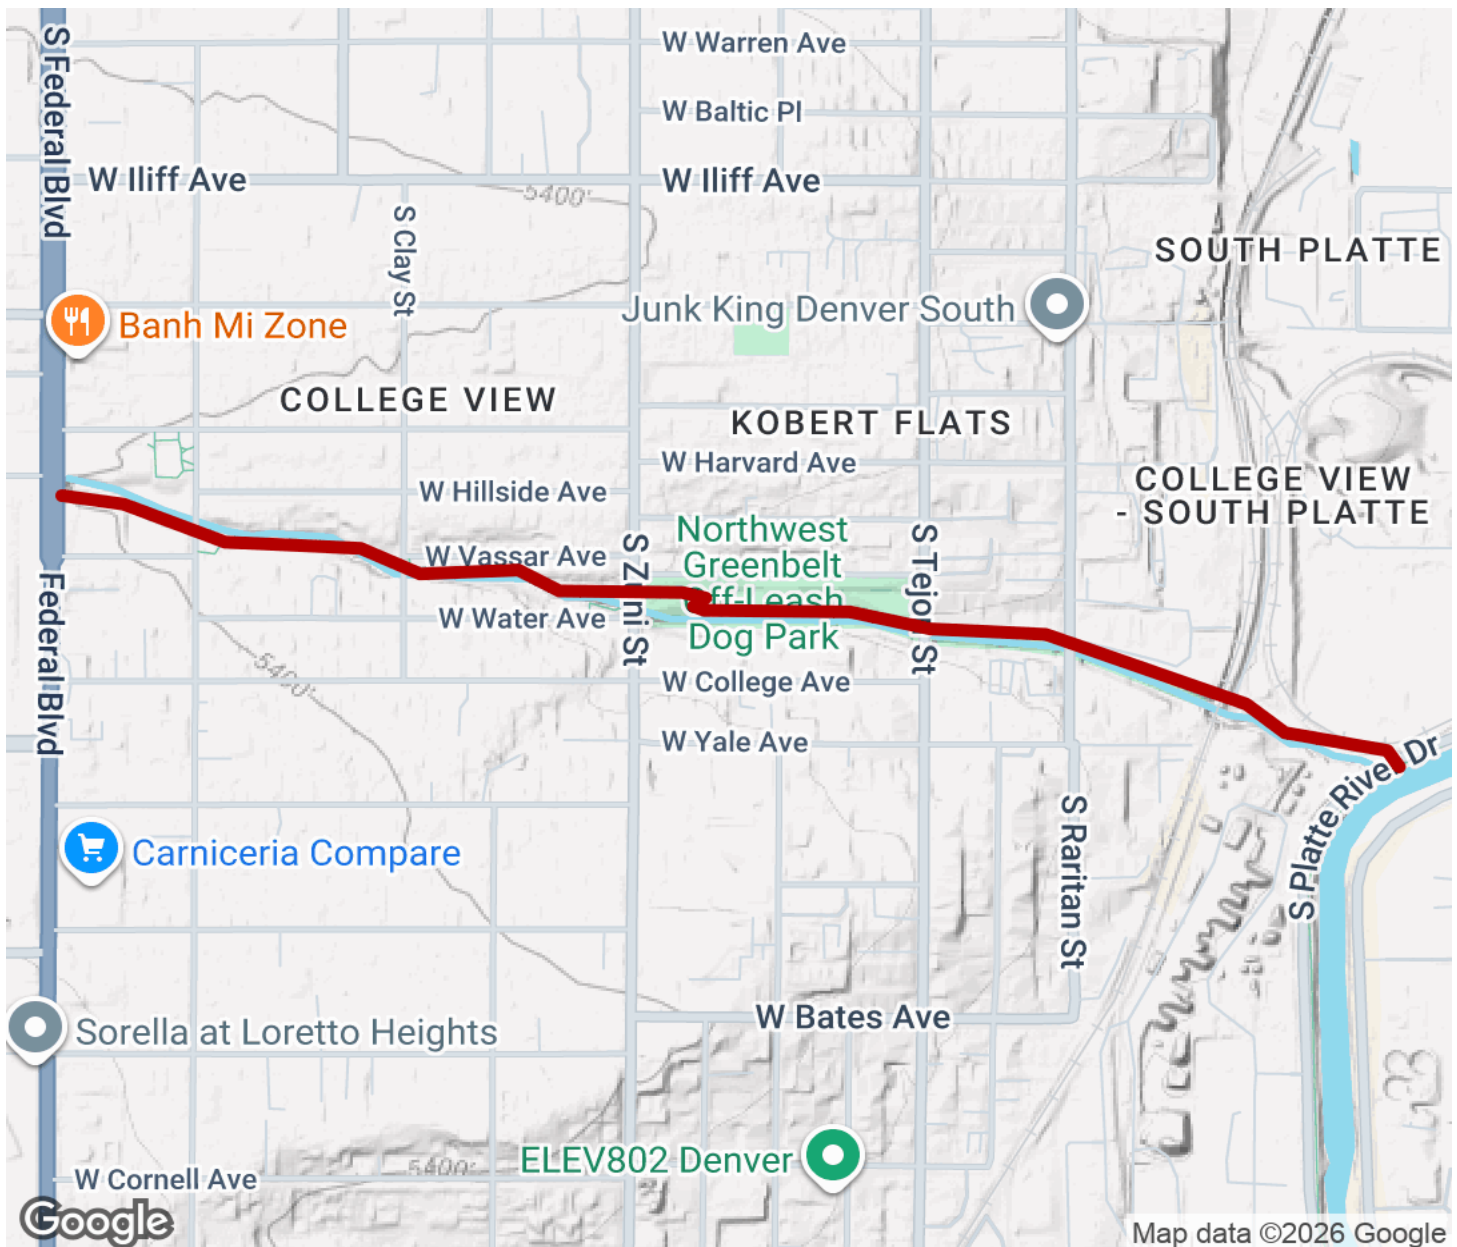 S Federal Blvd
W Warren Ave
W Baltic Pl
W Iliff Ave
W Iliff Ave
5400'
S Clay St
SOUTH PLATTE
Junk King Denver South
Banh Mi Zone
COLLEGE VIEW
KOBERT FLATS
W Harvard Ave
COLLEGE VIEW
- SOUTH PLATTE
W Hillside Ave
Northwest
Greenbelt
Off-Leash
Dog Park
S Tejon St
W Vassar Ave
S Zuni St
W Water Ave
Federal Blvd
5400'
W College Ave
W Yale Ave
S Platte River Dr
S Raritan St
Carniceria Compare
W Bates Ave
Sorella at Loretto Heights
ELEV802 Denver
5400'
W Cornell Ave
Google
Map data ©2026 Google